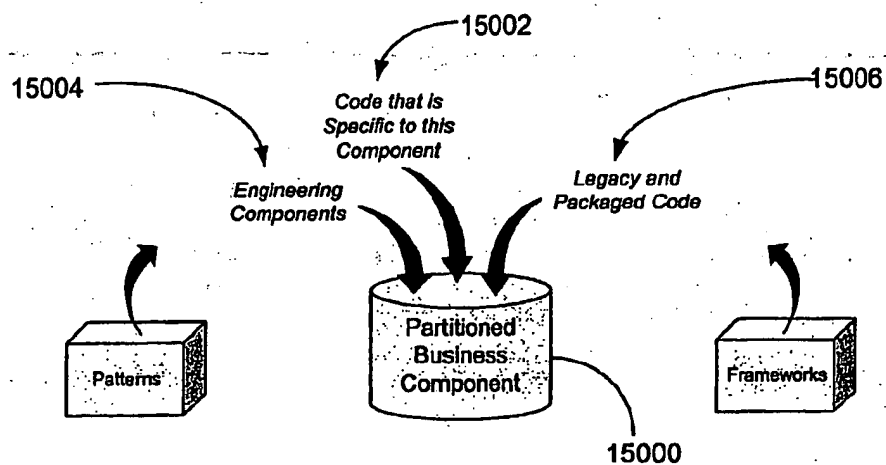 15002
15004
15006
Code that is
Specific to this
Component
Engineering
Components
Legacy and
Packaged Code
Partitioned
Business
Component
Patterns
Frameworks
15000